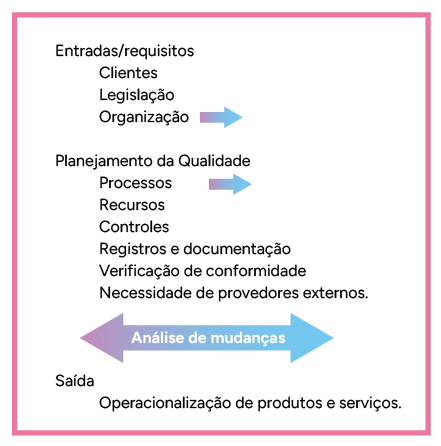 Entradas/requisitos
Clientes
Legislação
Organização
Planejamento da Qualidade
Processos
Recursos
Controles
Registros e documentação
Verificação de conformidade
Necessidade de provedores externos.
Análise de mudanças
Saída
Operacionalização de produtos e serviços.